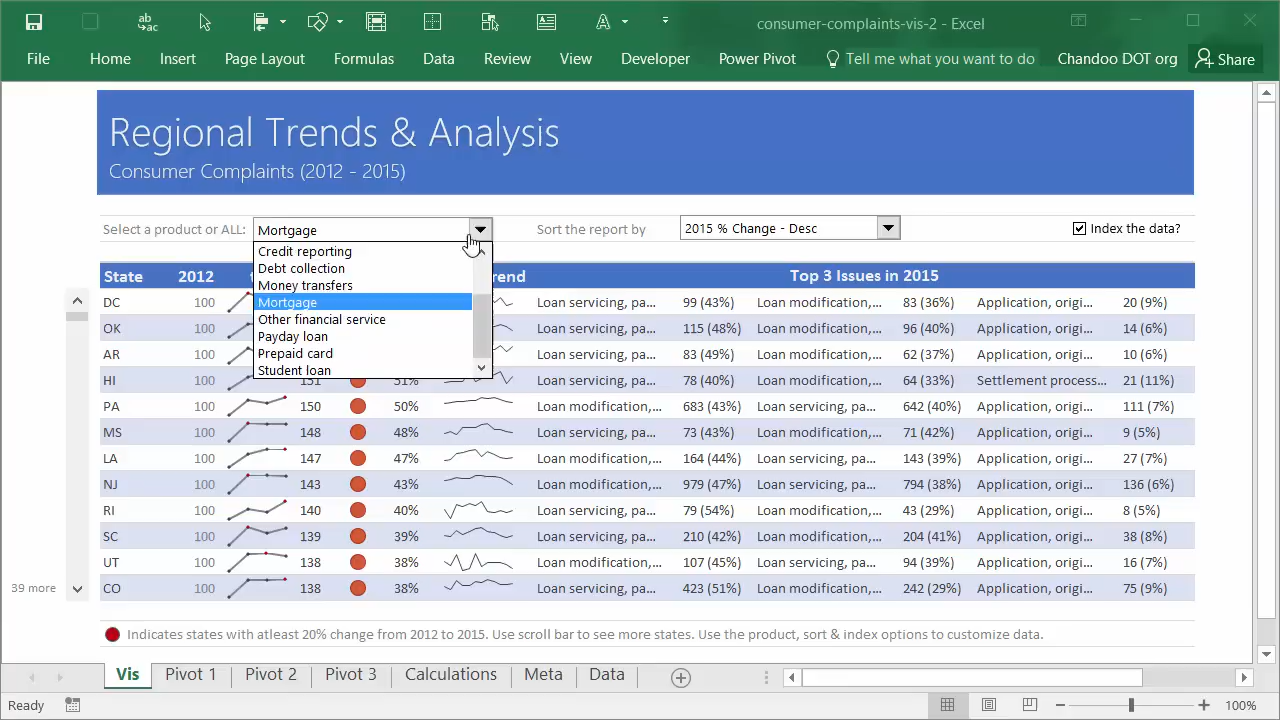 ab
ac
A
consumer-complaints-vis-2 - Excel
File Home Insert Page Layout Formulas Data Review View Developer Power Pivot Tell me what you want to do Chandoo DOT org Share
Regional Trends & Analysis
Consumer Complaints (2012 - 2015)
Select a product or ALL: Mortgage Sort the report by 2015 % Change - Desc Index the data?
Credit reporting
Debt collection
Money transfers
Mortgage
Other financial service
Payday loan
Prepaid card
Student loan
State 2012 t rend Top 3 Issues in 2015
DC 100 Loan servicing, pa... 99 (43%) Loan modification,... 83 (36%) Application, origi... 20 (9%)
OK 100 Loan servicing, pa... 115 (48%) Loan modification,... 96 (40%) Application, origi... 14 (6%)
AR 100 Loan servicing, pa... 83 (49%) Loan modification,... 62 (37%) Application, origi... 10 (6%)
HI 100 151 51% Loan servicing, pa... 78 (40%) Loan modification,... 64 (33%) Settlement process... 21 (11%)
PA 100 150 50% Loan modification,... 683 (43%) Loan servicing, pa... 642 (40%) Application, origi... 111 (7%)
MS 100 148 48% Loan servicing, pa... 73 (43%) Loan modification,... 71 (42%) Application, origi... 9 (5%)
LA 100 147 47% Loan modification,... 164 (44%) Loan servicing, pa... 143 (39%) Application, origi... 27 (7%)
NJ 100 143 43% Loan modification,... 979 (47%) Loan servicing, pa... 794 (38%) Application, origi... 136 (6%)
RI 100 140 40% Loan servicing, pa... 79 (54%) Loan modification,... 43 (29%) Application, origi... 8 (5%)
SC 100 139 39% Loan servicing, pa... 210 (42%) Loan modification,... 204 (41%) Application, origi... 38 (8%)
UT 100 138 38% Loan modification,... 107 (45%) Loan servicing, pa... 94 (39%) Application, origi... 16 (7%)
39 more CO 100 138 38% Loan servicing, pa... 423 (51%) Loan modification,... 242 (29%) Application, origi... 75 (9%)
Indicates states with atleast 20% change from 2012 to 2015. Use scroll bar to see more states. Use the product, sort & index options to customize data.
Vis Pivot 1 Pivot 2 Pivot 3 Calculations Meta Data
Ready 100%